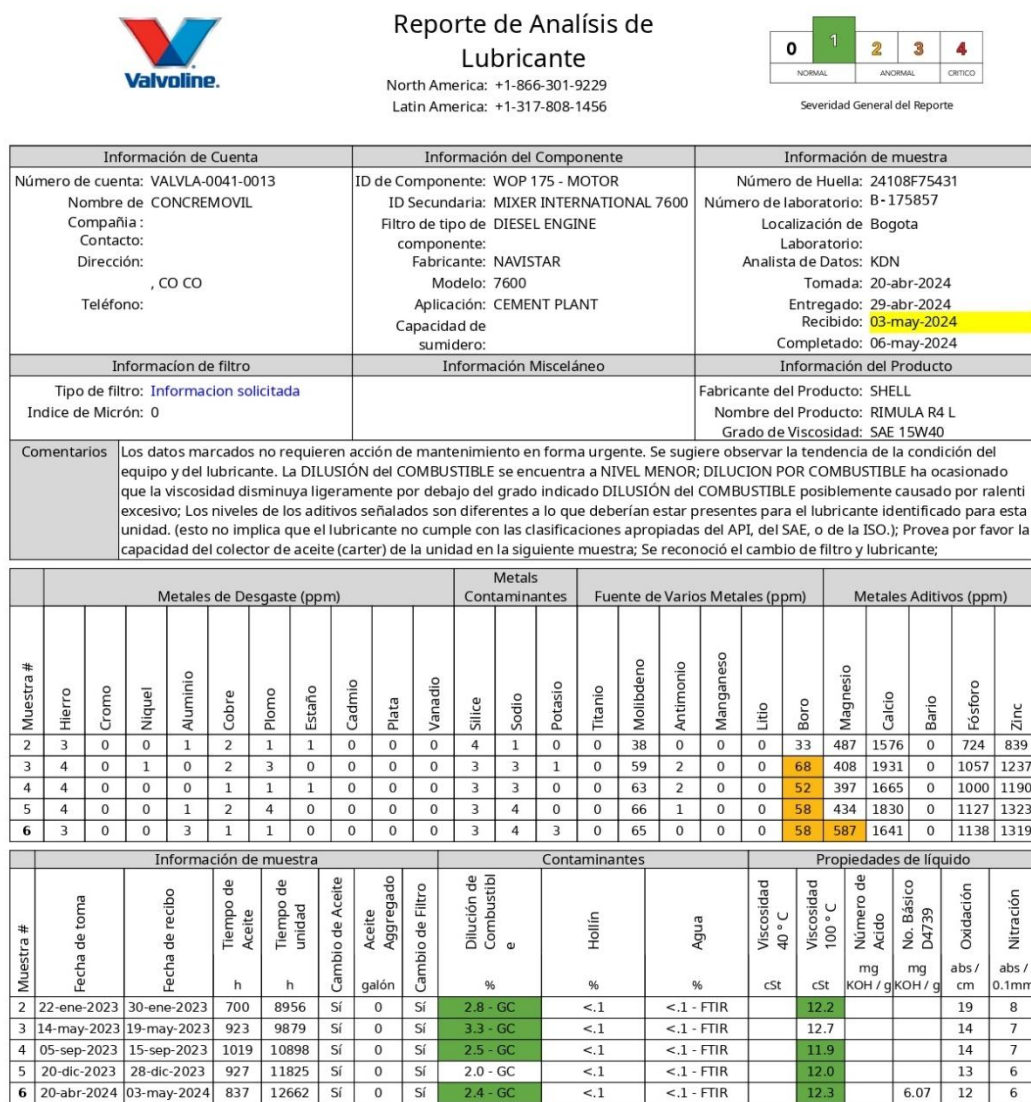 Valvoline.
Reporte de Analísis de
Lubricante
North America: +1-866-301-9229
Latin America: +1-317-808-1456
0 1 2 3 4
NORMAL ANORMAL CRITICO
Severidad General del Reporte
Información de Cuenta
Número de cuenta: VALVLA-0041-0013
Nombre de CONCREMOVIL
Compañia :
Contacto:
Dirección:
, CO CO
Teléfono:
Información del Componente
ID de Componente: WOP 175 - MOTOR
ID Secundaria: MIXER INTERNATIONAL 7600
Filtro de tipo de DIESEL ENGINE
componente:
Fabricante: NAVISTAR
Modelo: 7600
Aplicación: CEMENT PLANT
Capacidad de
sumidero:
Información de muestra
Número de Huella: 24108F75431
Número de laboratorio: B-175857
Localización de Bogota
Laboratorio:
Analista de Datos: KDN
Tomada: 20-abr-2024
Entregado: 29-abr-2024
Recibido: 03-may-2024
Completado: 06-may-2024
Informacíon de filtro
Tipo de filtro: Informacion solicitada
Indice de Micrón: 0
Información Misceláneo
Información del Producto
Fabricante del Producto: SHELL
Nombre del Producto: RIMULA R4 L
Grado de Viscosidad: SAE 15W40
Comentarios
Los datos marcados no requieren acción de mantenimiento en forma urgente. Se sugiere observar la tendencia de la condición del
equipo y del lubricante. La DILUSIÓN del COMBUSTIBLE se encuentra a NIVEL MENOR; DILUCION POR COMBUSTIBLE ha ocasionado
que la viscosidad disminuya ligeramente por debajo del grado indicado DILUSIÓN del COMBUSTIBLE posiblemente causado por ralenti
excesivo; Los niveles de los aditivos señalados son diferentes a lo que deberían estar presentes para el lubricante identificado para esta
unidad. (esto no implica que el lubricante no cumple con las clasificaciones apropiadas del API, del SAE, o de la ISO.); Provea por favor la
capacidad del colector de aceite (carter) de la unidad en la siguiente muestra; Se reconoció el cambio de filtro y lubricante;
Metales de Desgaste (ppm) Metals Contaminantes Fuente de Varios Metales (ppm) Metales Aditivos (ppm)
Muestra # Hierro Cromo Niquel Aluminio Cobre Plomo Estaño Cadmio Plata Vanadio Silice Sodio Potasio Titanio Molibdeno Antimonio Manganeso Litio Boro Magnesio Calcio Bario Fósforo Zinc
2 3 0 0 1 2 1 1 0 0 0 4 1 0 0 38 0 0 0 33 487 1576 0 724 839
3 4 0 1 0 2 3 0 0 0 0 3 3 1 0 59 2 0 0 68 408 1931 0 1057 1237
4 4 0 0 0 1 1 1 0 0 0 3 3 0 0 63 2 0 0 52 397 1665 0 1000 1190
5 4 0 0 1 2 4 0 0 0 0 3 4 0 0 66 1 0 0 58 434 1830 0 1127 1323
6 3 0 0 3 1 1 0 0 0 0 3 4 3 0 65 0 0 0 58 587 1641 0 1138 1319
Información de muestra Contaminantes Propiedades de líquido
Muestra # Fecha de toma Fecha de recibo Tiempo de Aceite Tiempo de unidad Cambio de Aceite Aceite Aggregado Cambio de Filtro Dilución de Combustible Hollín Agua Viscosidad 40 ° C Viscosidad 100 ° C Número de Acido No. Básico D4739 Oxidación Nitración
h h galón % % % cSt cSt mg KOH / g mg KOH / g abs / cm abs / 0.1mm
2 22-ene-2023 30-ene-2023 700 8956 Sí 0 Sí 2.8 - GC <.1 <.1 - FTIR 12.2 19 8
3 14-may-2023 19-may-2023 923 9879 Sí 0 Sí 3.3 - GC <.1 <.1 - FTIR 12.7 14 7
4 05-sep-2023 15-sep-2023 1019 10898 Sí 0 Sí 2.5 - GC <.1 <.1 - FTIR 11.9 14 7
5 20-dic-2023 28-dic-2023 927 11825 Sí 0 Sí 2.0 - GC <.1 <.1 - FTIR 12.0 13 6
6 20-abr-2024 03-may-2024 837 12662 Sí 0 Sí 2.4 - GC <.1 <.1 - FTIR 12.3 6.07 12 6